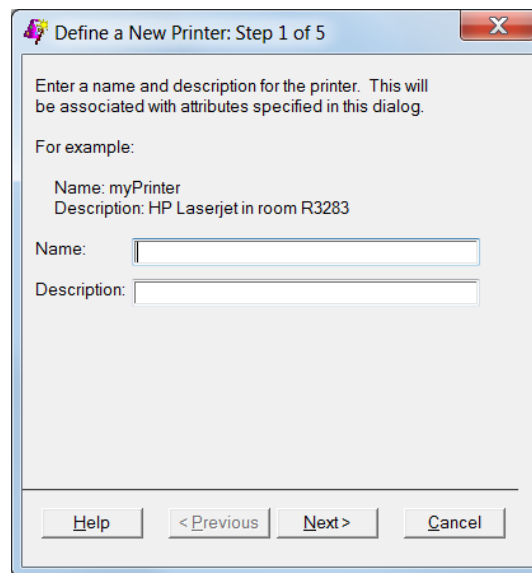 Define a New Printer: Step 1 of 5
Enter a name and description for the printer. This will
be associated with attributes specified in this dialog.
For example:
Name: myPrinter
Description: HP Laserjet in room R3283
Name:
Description:
Help < Previous Next > Cancel